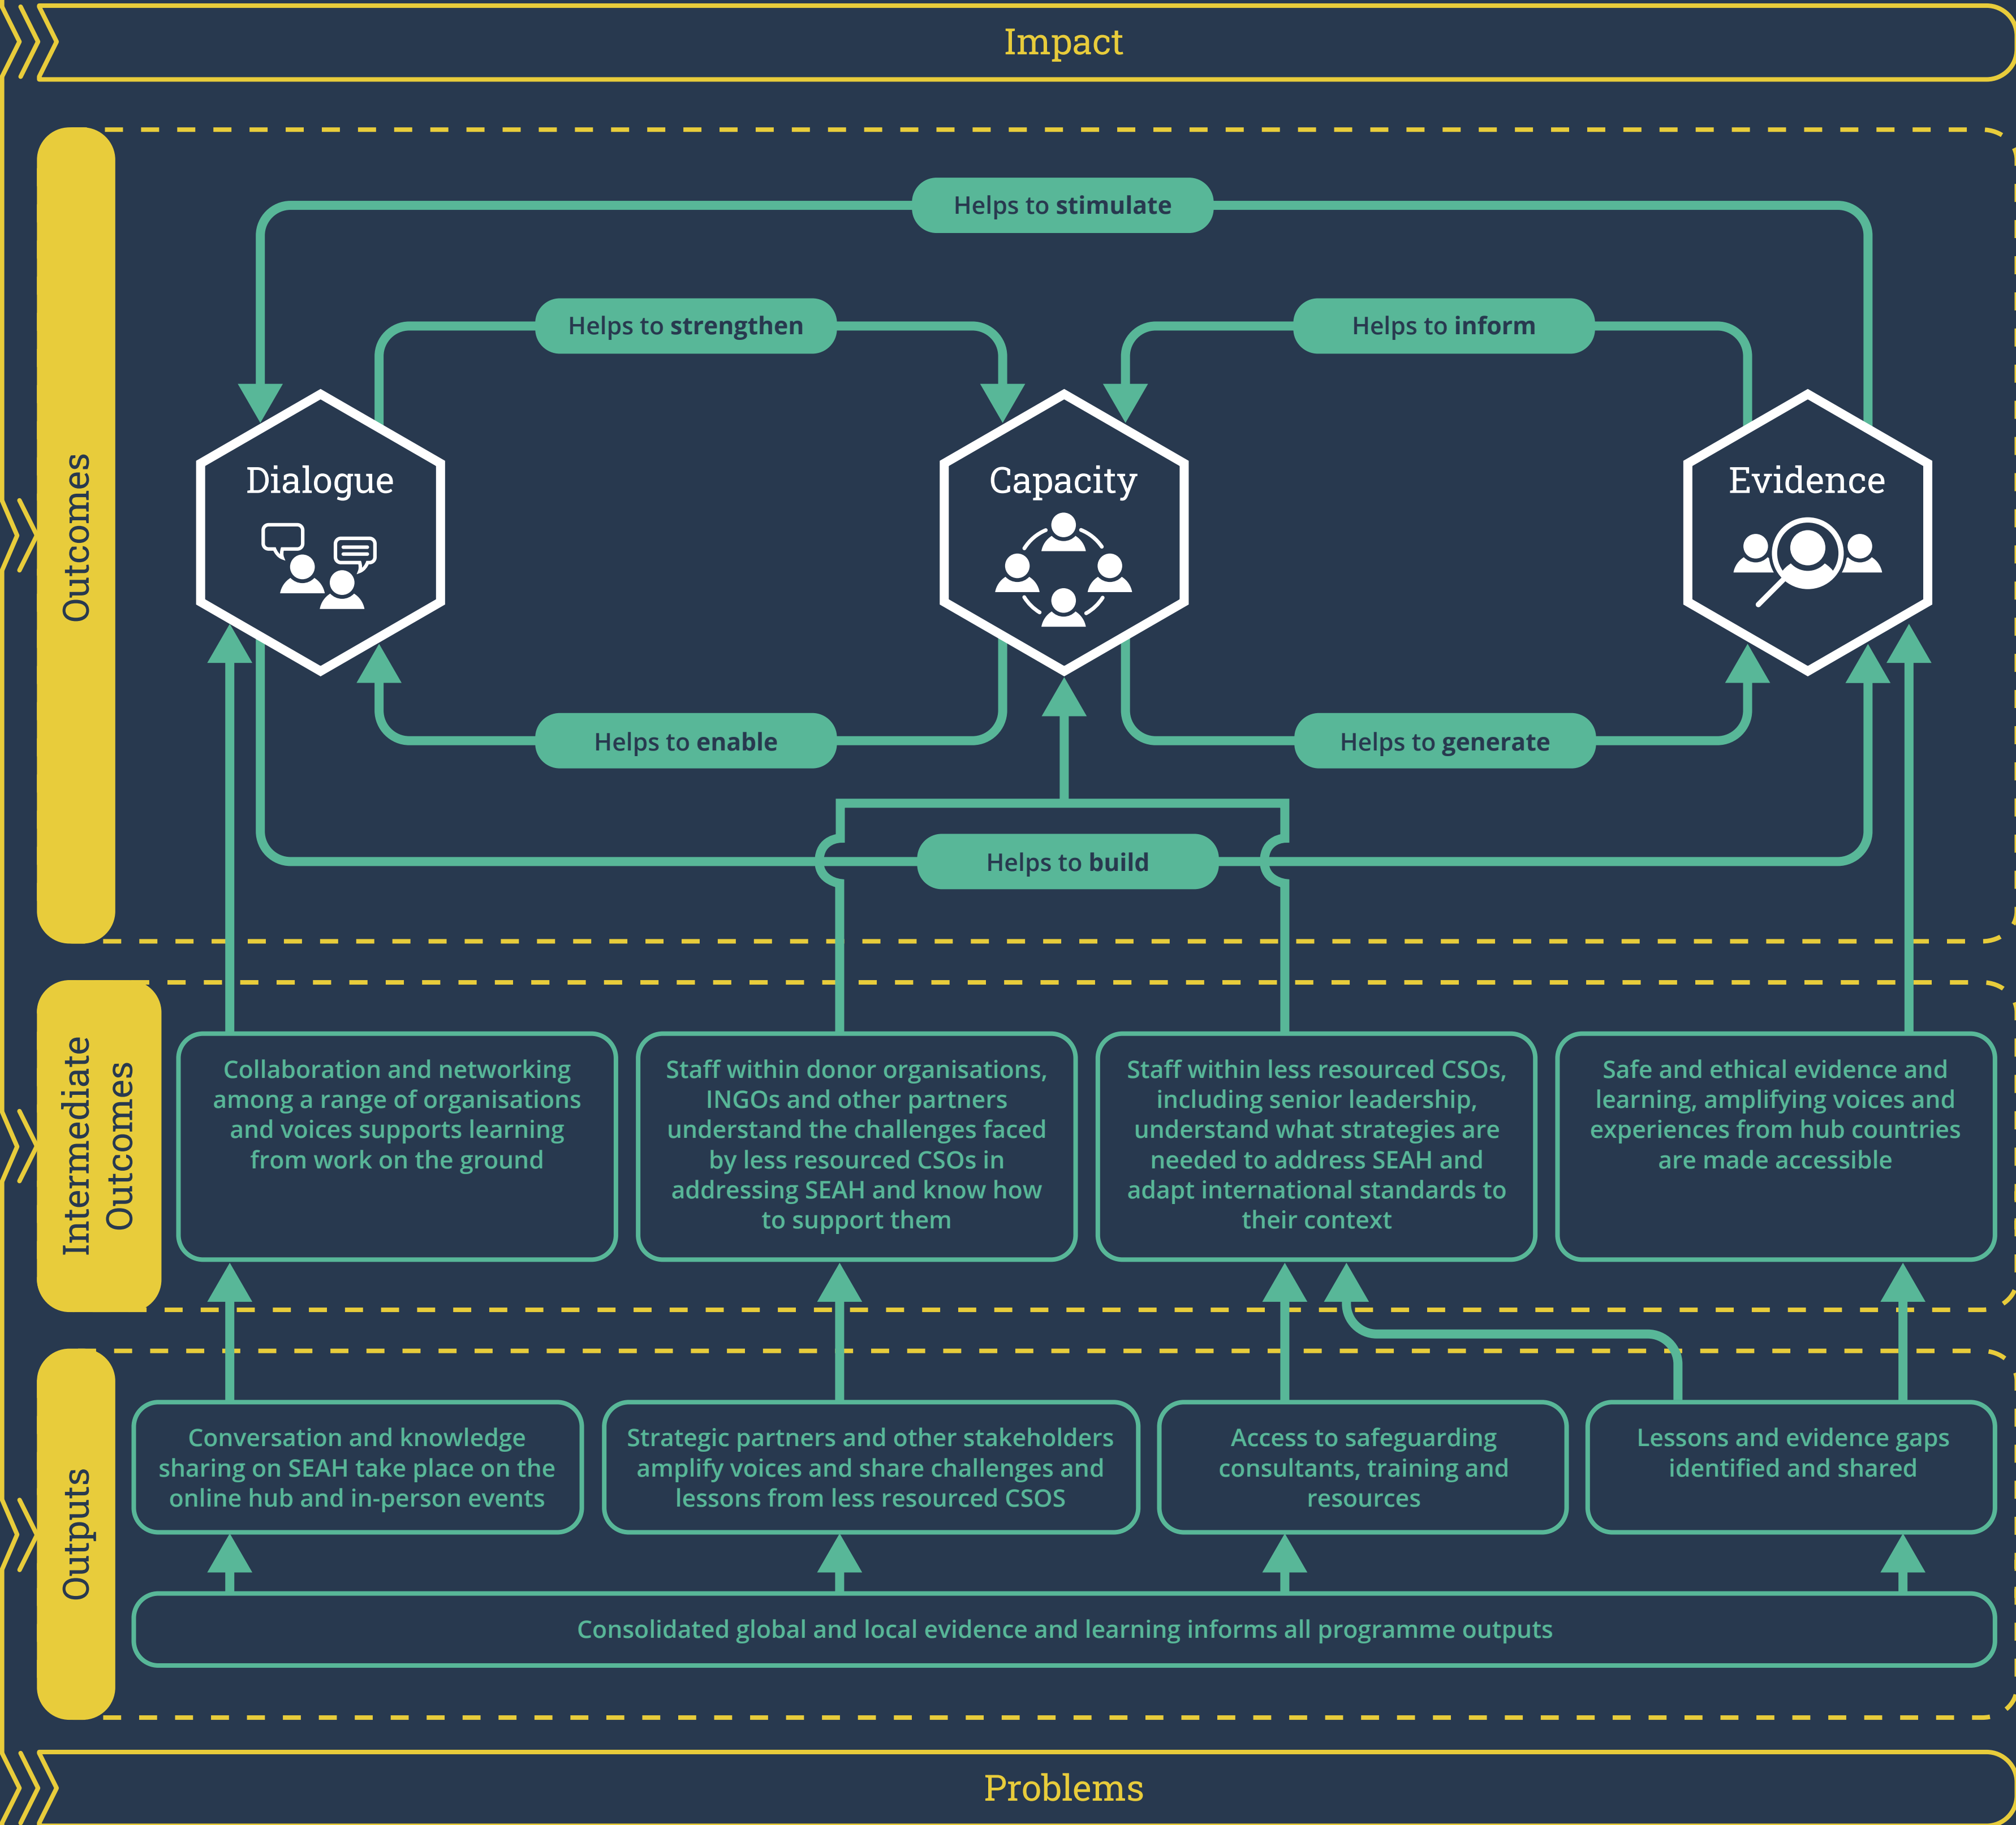 Impact
Outcomes
Helps to stimulate
Helps to strengthen
Helps to inform
Dialogue
Capacity
Evidence
Helps to enable
Helps to generate
Helps to build
Intermediate
Outcomes
Collaboration and networking
among a range of organisations
and voices supports learning
from work on the ground
Staff within donor organisations,
INGOs and other partners
understand the challenges faced
by less resourced CSOs in
addressing SEAH and know how
to support them
Staff within less resourced CSOs,
including senior leadership,
understand what strategies are
needed to address SEAH and
adapt international standards to
their context
Safe and ethical evidence and
learning, amplifying voices and
experiences from hub countries
are made accessible
Outputs
Conversation and knowledge
sharing on SEAH take place on the
online hub and in-person events
Strategic partners and other stakeholders
amplify voices and share challenges and
lessons from less resourced CSOS
Access to safeguarding
consultants, training and
resources
Lessons and evidence gaps
identified and shared
Consolidated global and local evidence and learning informs all programme outputs
Problems